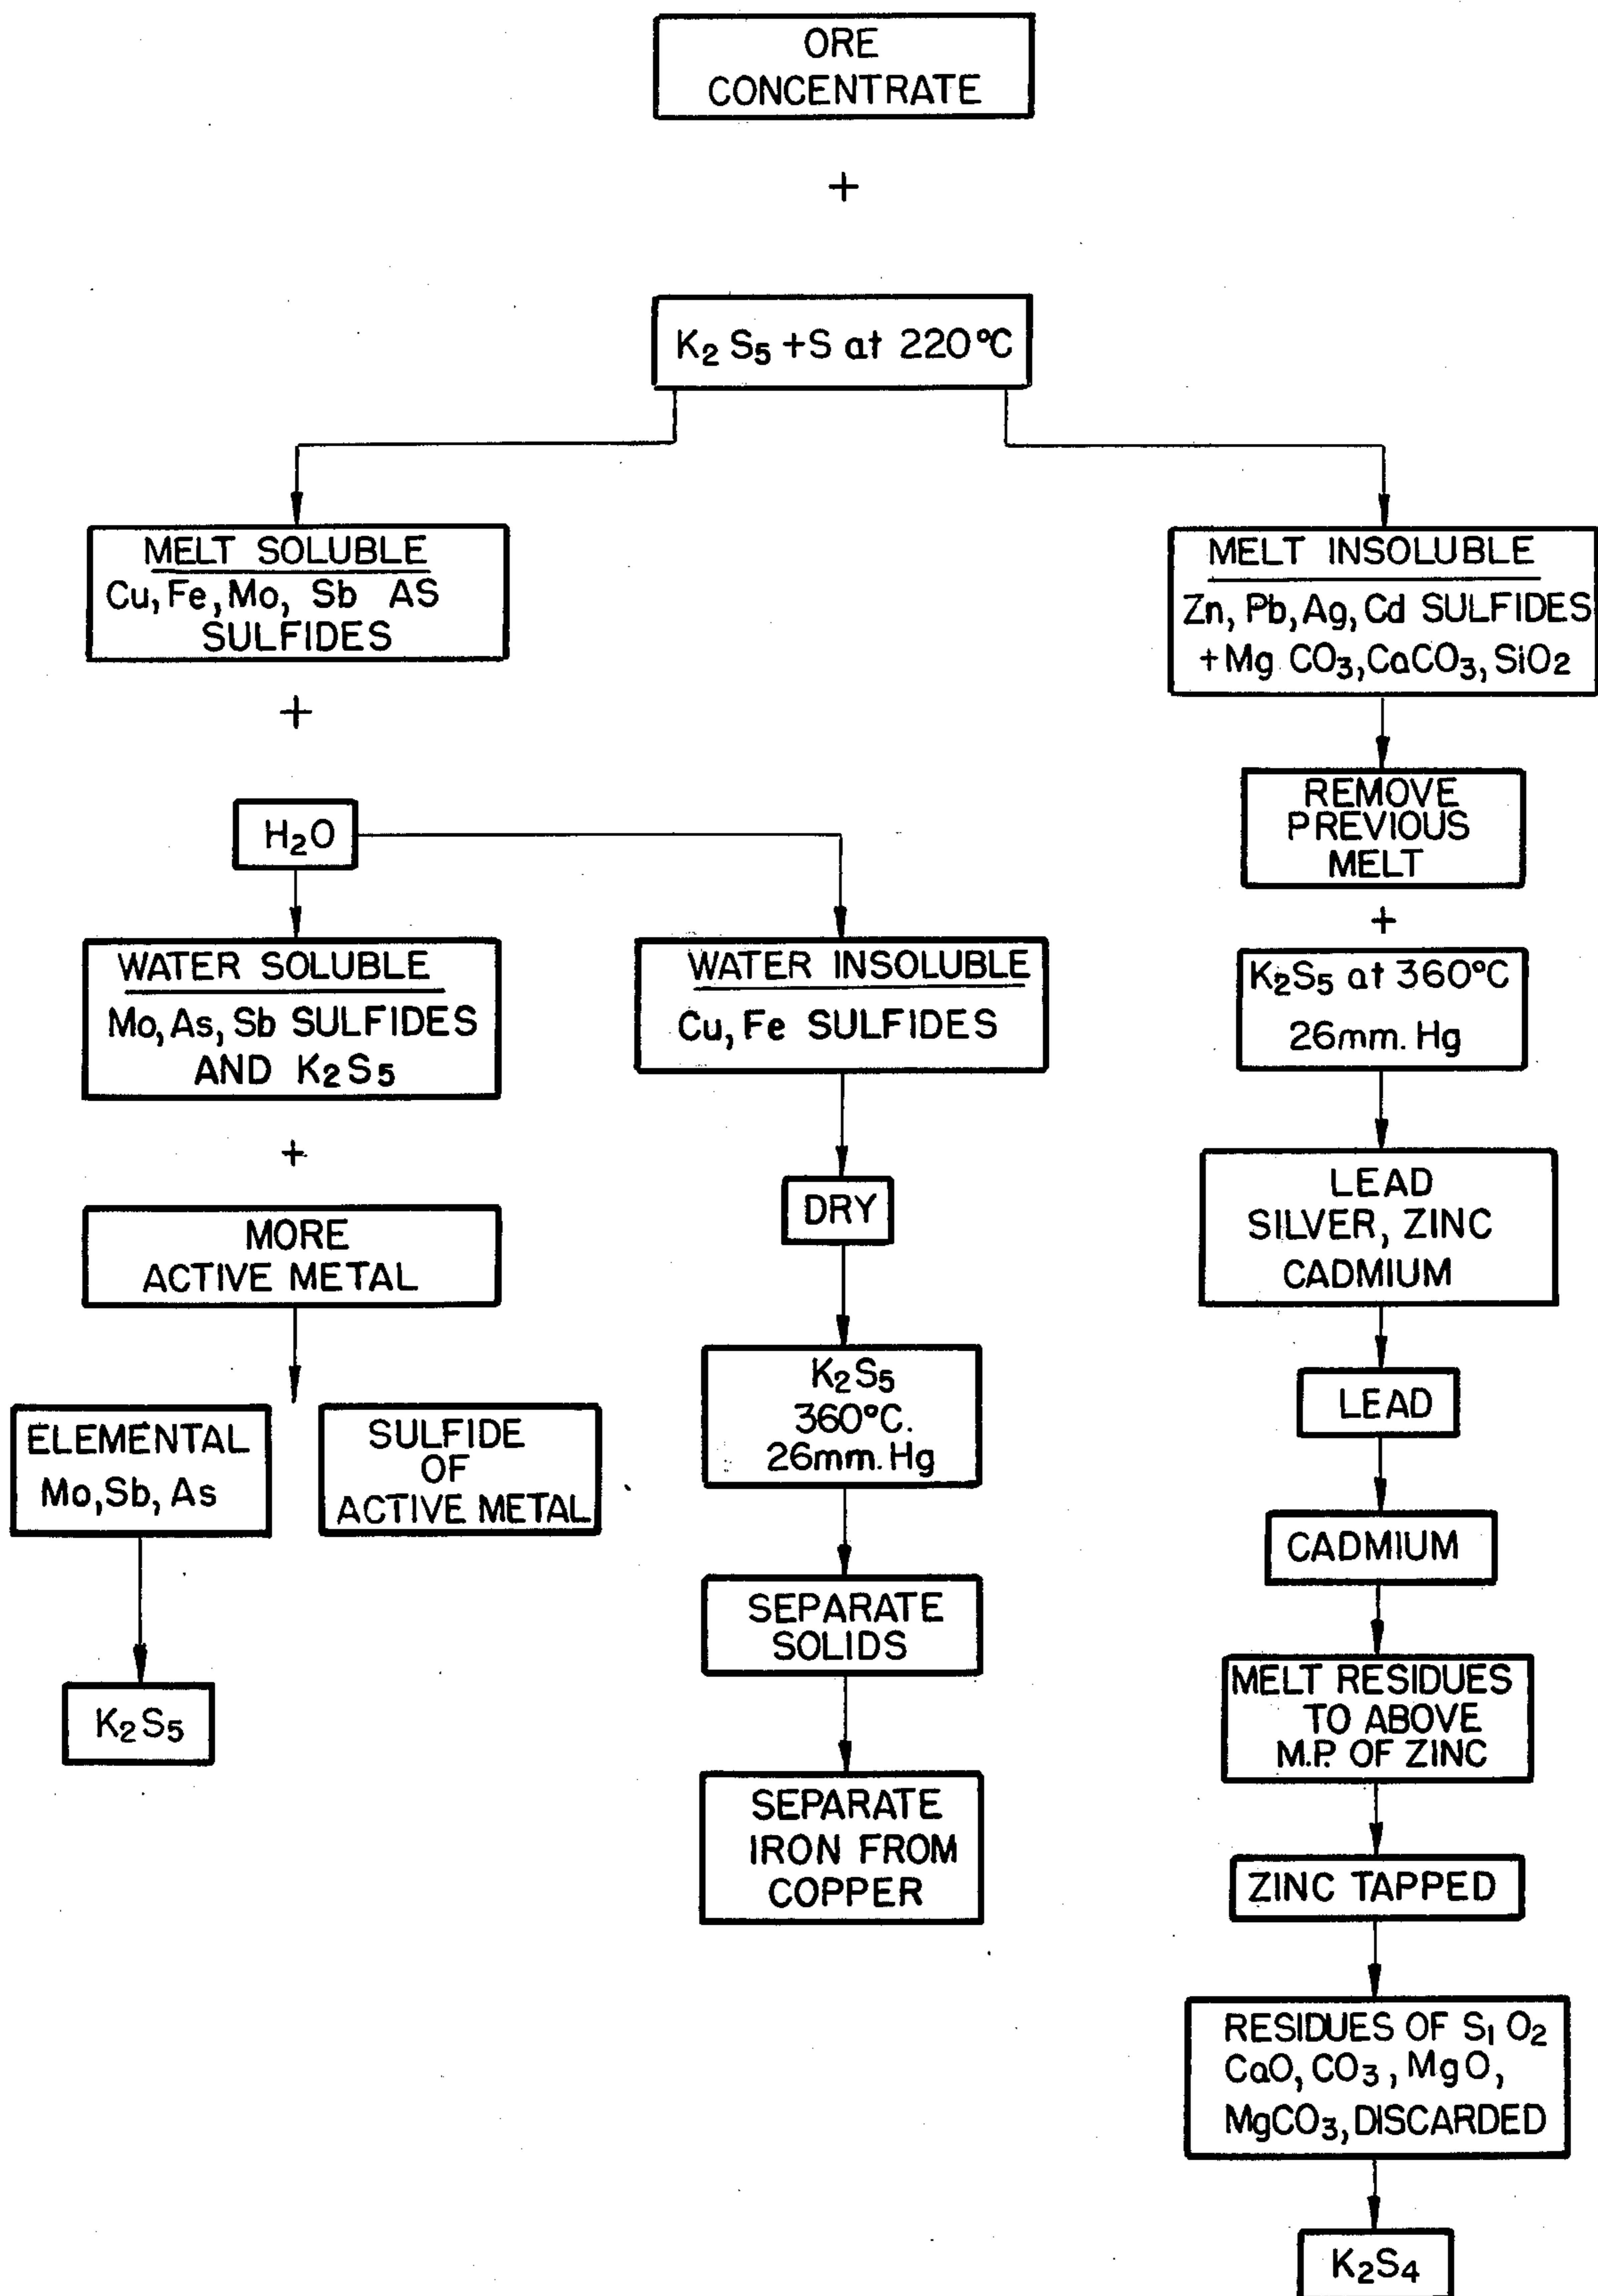 ORE
CONCENTRATE
+
K2 S5 +S at 220°C
MELT SOLUBLE
Cu, Fe, Mo, Sb AS
SULFIDES
+
H2O
WATER SOLUBLE
Mo, As, Sb SULFIDES
AND K2S5
+
MORE
ACTIVE METAL
ELEMENTAL
Mo, Sb, As
SULFIDE
OF
ACTIVE METAL
K2S5
WATER INSOLUBLE
Cu, Fe SULFIDES
DRY
K2S5
360°C.
26mm. Hg
SEPARATE
SOLIDS
SEPARATE
IRON FROM
COPPER
MELT INSOLUBLE
Zn, Pb, Ag, Cd SULFIDES
+ Mg CO3, CaCO3, SiO2
REMOVE
PREVIOUS
MELT
+
K2S5 at 360°C
26mm. Hg
LEAD
SILVER, ZINC
CADMIUM
LEAD
CADMIUM
MELT RESIDUES
TO ABOVE
M.P. OF ZINC
ZINC TAPPED
RESIDUES OF Si O2
CaO, CO3, MgO,
MgCO3, DISCARDED
K2S4